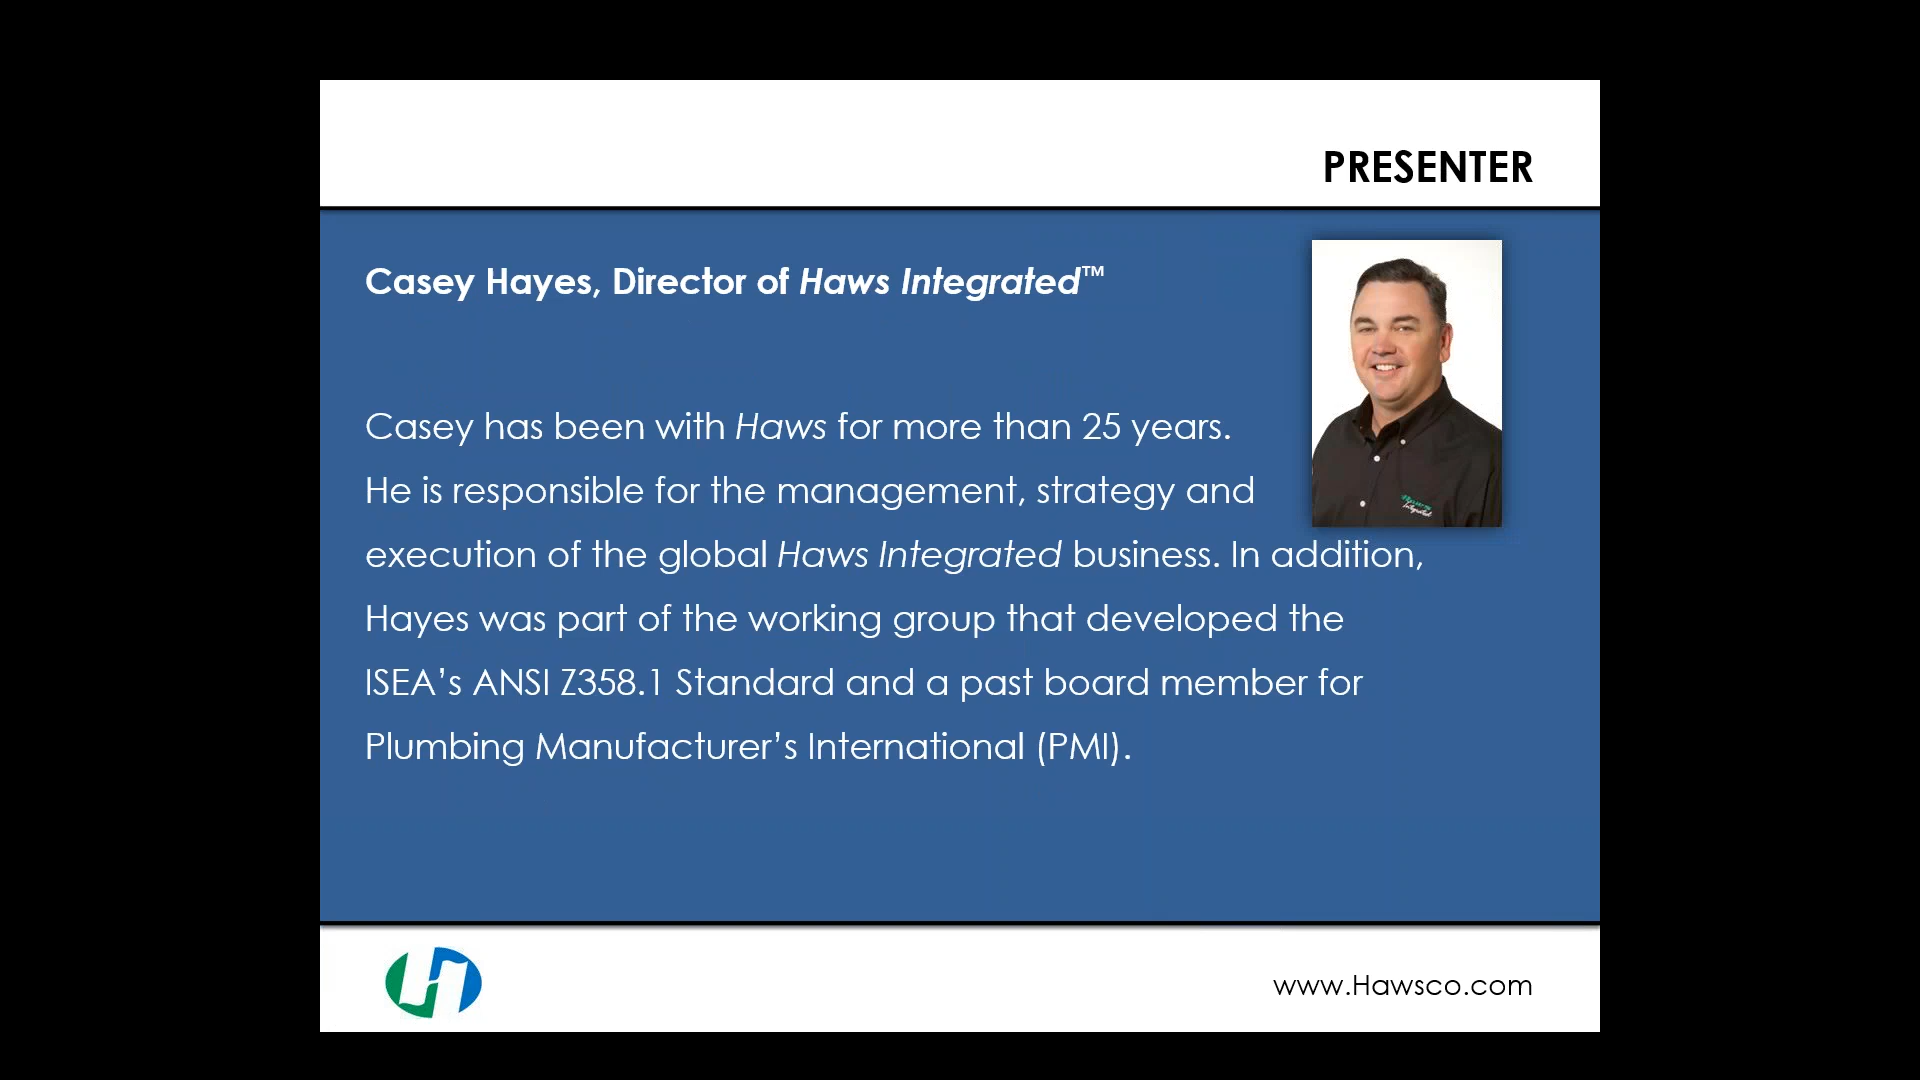 PRESENTER
Casey Hayes, Director of Haws Integrated™
Casey has been with Haws for more than 25 years.
He is responsible for the management, strategy and
execution of the global Haws Integrated business. In addition,
Hayes was part of the working group that developed the
ISEA’s ANSI Z358.1 Standard and a past board member for
Plumbing Manufacturer’s International (PMI).
www.Hawsco.com